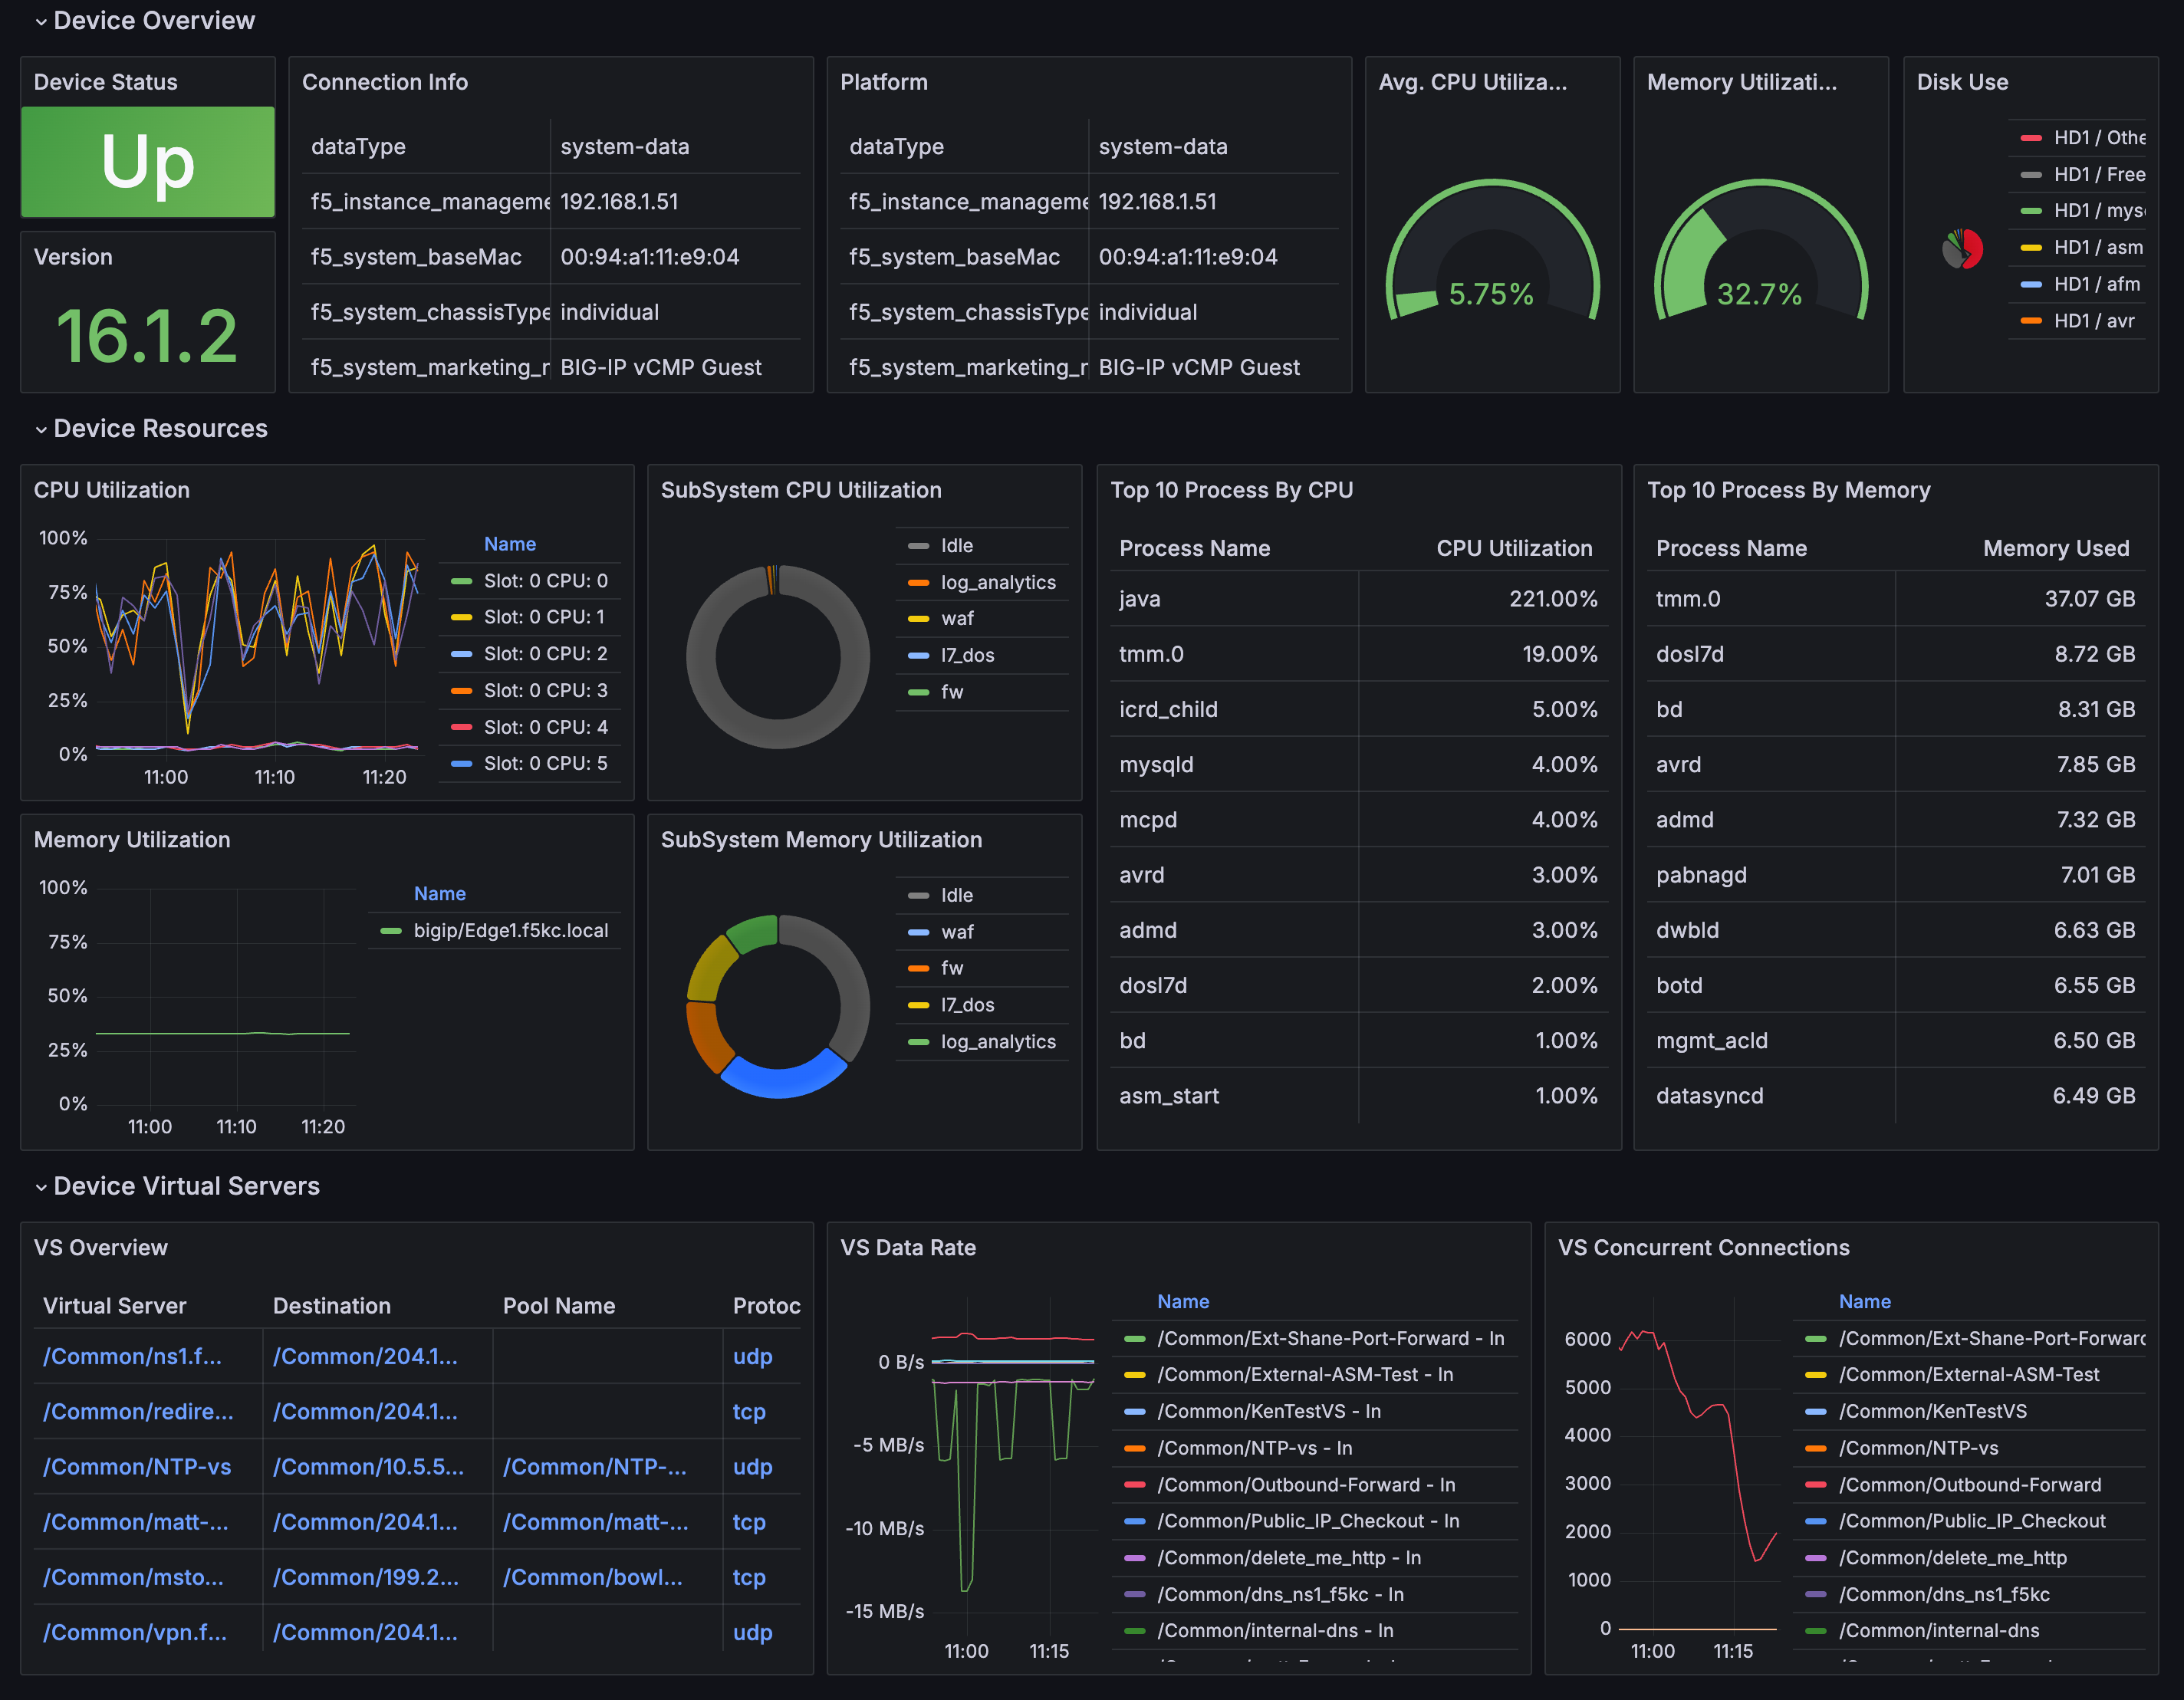 Device Overview
Device Status
Up
Version
16.1.2
Connection Info
dataType system-data
f5_instance_manageme 192.168.1.51
f5_system_baseMac 00:94:a1:11:e9:04
f5_system_chassisType individual
f5_system_marketing_r BIG-IP vCMP Guest
Platform
dataType system-data
f5_instance_manageme 192.168.1.51
f5_system_baseMac 00:94:a1:11:e9:04
f5_system_chassisType individual
f5_system_marketing_r BIG-IP vCMP Guest
Avg. CPU Utiliza...
5.75%
Memory Utilizati...
32.7%
Disk Use
HD1 / Othe
HD1 / Free
HD1 / mys
HD1 / asm
HD1 / afm
HD1 / avr
Device Resources
CPU Utilization
100%
75%
50%
25%
0%
11:00 11:10 11:20
Name
Slot: 0 CPU: 0
Slot: 0 CPU: 1
Slot: 0 CPU: 2
Slot: 0 CPU: 3
Slot: 0 CPU: 4
Slot: 0 CPU: 5
SubSystem CPU Utilization
Idle
log_analytics
waf
l7_dos
fw
Memory Utilization
100%
75%
50%
25%
0%
11:00 11:10 11:20
Name
bigip/Edge1.f5kc.local
SubSystem Memory Utilization
Idle
waf
fw
l7_dos
log_analytics
Top 10 Process By CPU
Process Name CPU Utilization
java 221.00%
tmm.0 19.00%
icrd_child 5.00%
mysqld 4.00%
mcpd 4.00%
avrd 3.00%
admd 3.00%
dosl7d 2.00%
bd 1.00%
asm_start 1.00%
Top 10 Process By Memory
Process Name Memory Used
tmm.0 37.07 GB
dosl7d 8.72 GB
bd 8.31 GB
avrd 7.85 GB
admd 7.32 GB
pabnagd 7.01 GB
dwbld 6.63 GB
botd 6.55 GB
mgmt_acld 6.50 GB
datasyncd 6.49 GB
Device Virtual Servers
VS Overview
Virtual Server Destination Pool Name Protoc
/Common/ns1.f... /Common/204.1... udp
/Common/redire... /Common/204.1... tcp
/Common/NTP-vs /Common/10.5.5... /Common/NTP-... udp
/Common/matt-... /Common/204.1... /Common/matt-... tcp
/Common/msto... /Common/199.2... /Common/bowl... tcp
/Common/vpn.f... /Common/204.1... udp
VS Data Rate
0 B/s
-5 MB/s
-10 MB/s
-15 MB/s
11:00 11:15
Name
/Common/Ext-Shane-Port-Forward - In
/Common/External-ASM-Test - In
/Common/KenTestVS - In
/Common/NTP-vs - In
/Common/Outbound-Forward - In
/Common/Public_IP_Checkout - In
/Common/delete_me_http - In
/Common/dns_ns1_f5kc - In
/Common/internal-dns - In
VS Concurrent Connections
6000
5000
4000
3000
2000
1000
0
11:00 11:15
Name
/Common/Ext-Shane-Port-Forward
/Common/External-ASM-Test
/Common/KenTestVS
/Common/NTP-vs
/Common/Outbound-Forward
/Common/Public_IP_Checkout
/Common/delete_me_http
/Common/dns_ns1_f5kc
/Common/internal-dns